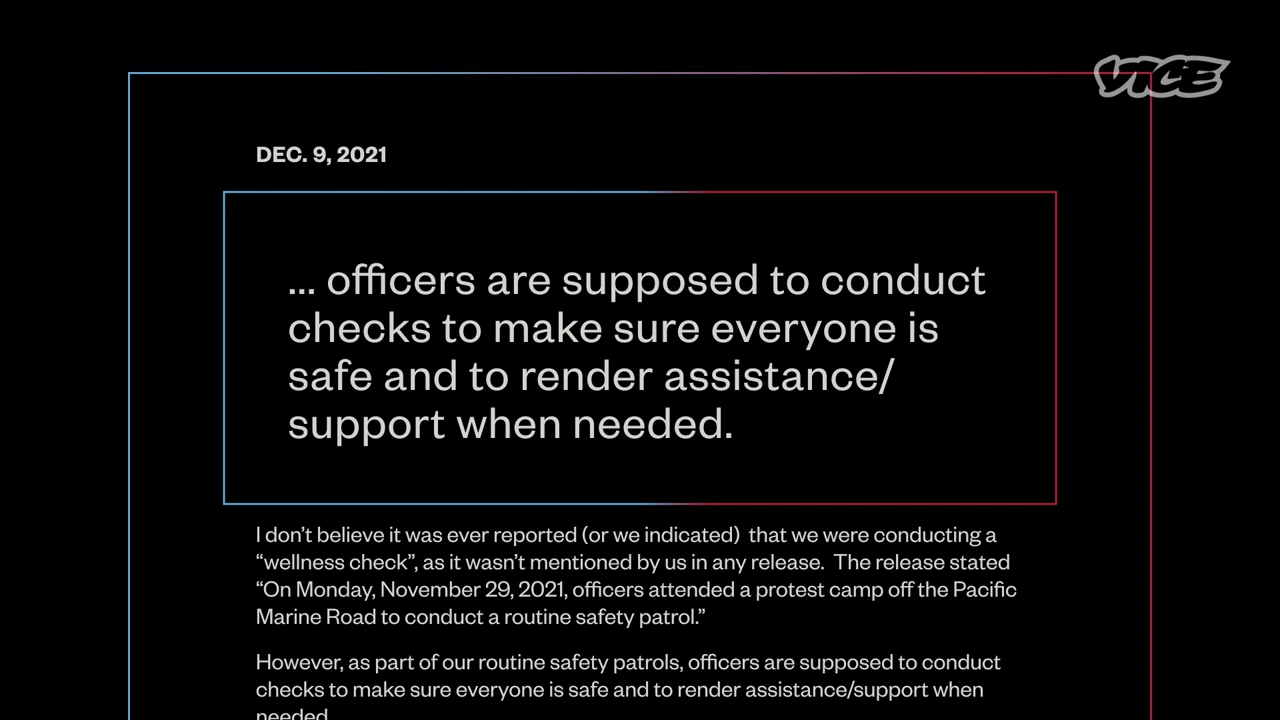 VICE
DEC. 9, 2021
... officers are supposed to conduct
checks to make sure everyone is
safe and to render assistance/
support when needed.
I don’t believe it was ever reported (or we indicated)  that we were conducting a
“wellness check”, as it wasn’t mentioned by us in any release.  The release stated
“On Monday, November 29, 2021, officers attended a protest camp off the Pacific
Marine Road to conduct a routine safety patrol.”
However, as part of our routine safety patrols, officers are supposed to conduct
checks to make sure everyone is safe and to render assistance/support when
needed.